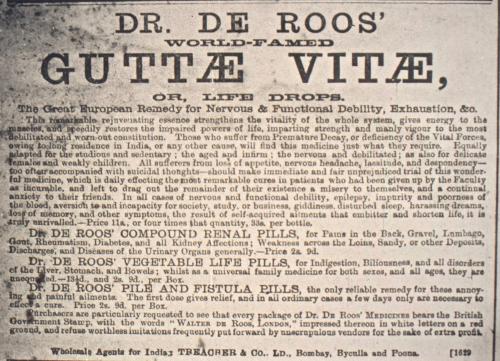 DR. DE ROOS'
WORLD-FAMED
GUTTÆ VITÆ,
OR, LIFE DROPS.
The Great European Remedy for Nervous & Functional Debility, Exhaustion, &c.
This remarkable rejuvenating essence strengthens the vitality of the whole system, gives energy to the
muscles, and speedily restores the impaired powers of life, imparting strength and manly vigour to the most
debilitated and worn-out constitution. Those who suffer from Premature Decay, or deficiency of the Vital Forces,
owing to long residence in India, or any other cause, will find this medicine just what they require. Equally
adapted for the studious and sedentary; the aged and infirm; the nervous and debilitated; as also for delicate
females and weakly children. All sufferers from loss of appetite, nervous headache, lassitude, and despondency—
too often accompanied with suicidal thoughts—should make immediate and fair unprejudiced trial of this wonder-
ful medicine, which is daily effecting the most remarkable cures in patients who had been given up by the Faculty
as incurable, and left to drag out the remainder of their existence a misery to themselves, and a continual
anxiety to their friends. In all cases of nervous and functional debility, epilepsy, impurity and poorness of
the blood, aversion to and incapacity for society, study, or business, giddiness, disturbed sleep, harassing dreams,
loss of memory, and other symptoms, the result of self-acquired ailments that embitter and shorten life, it is
unrivalled.—Price 11s., or four times that quantity, 33s. per bottle.
DR. DE ROOS' COMPOUND RENAL PILLS, for Pains in the Back, Gravel, Lumbago,
Gout, Rheumatism, Diabetes, and all Kidney Affections; Weakness across the Loins, Sandy, or other Deposits,
Discharges, and Diseases of the Urinary Organs generally.—Price 2s. 9d.
DR. DE ROOS' VEGETABLE LIFE PILLS, for Indigestion, Biliousness, and all disorders
of the Liver, Stomach, and Bowels; whilst as a universal family medicine for both sexes, and all ages, they are
unequalled.—13½d., and 2s. 9d., per Box.
DR. DE ROOS' PILE AND FISTULA PILLS, the only reliable remedy for these annoy-
ing and painful ailments. The first dose gives relief, and in all ordinary cases a few days only are necessary to
effect a cure. Price 2s. 9d. per Box.
Purchasers are particularly requested to see that every Package of DR. DE ROOS' MEDICINES bears the British
Government Stamp, with the words "WALTER DE ROOS, LONDON," impressed thereon in white letters on a red
ground, and refuse worthless imitations frequently put forward by unscrupulous vendors for the sake of extra profit.
Wholesale Agents for India: TREACHER & CO., LD., Bombay, Byculla and Poona. [1629